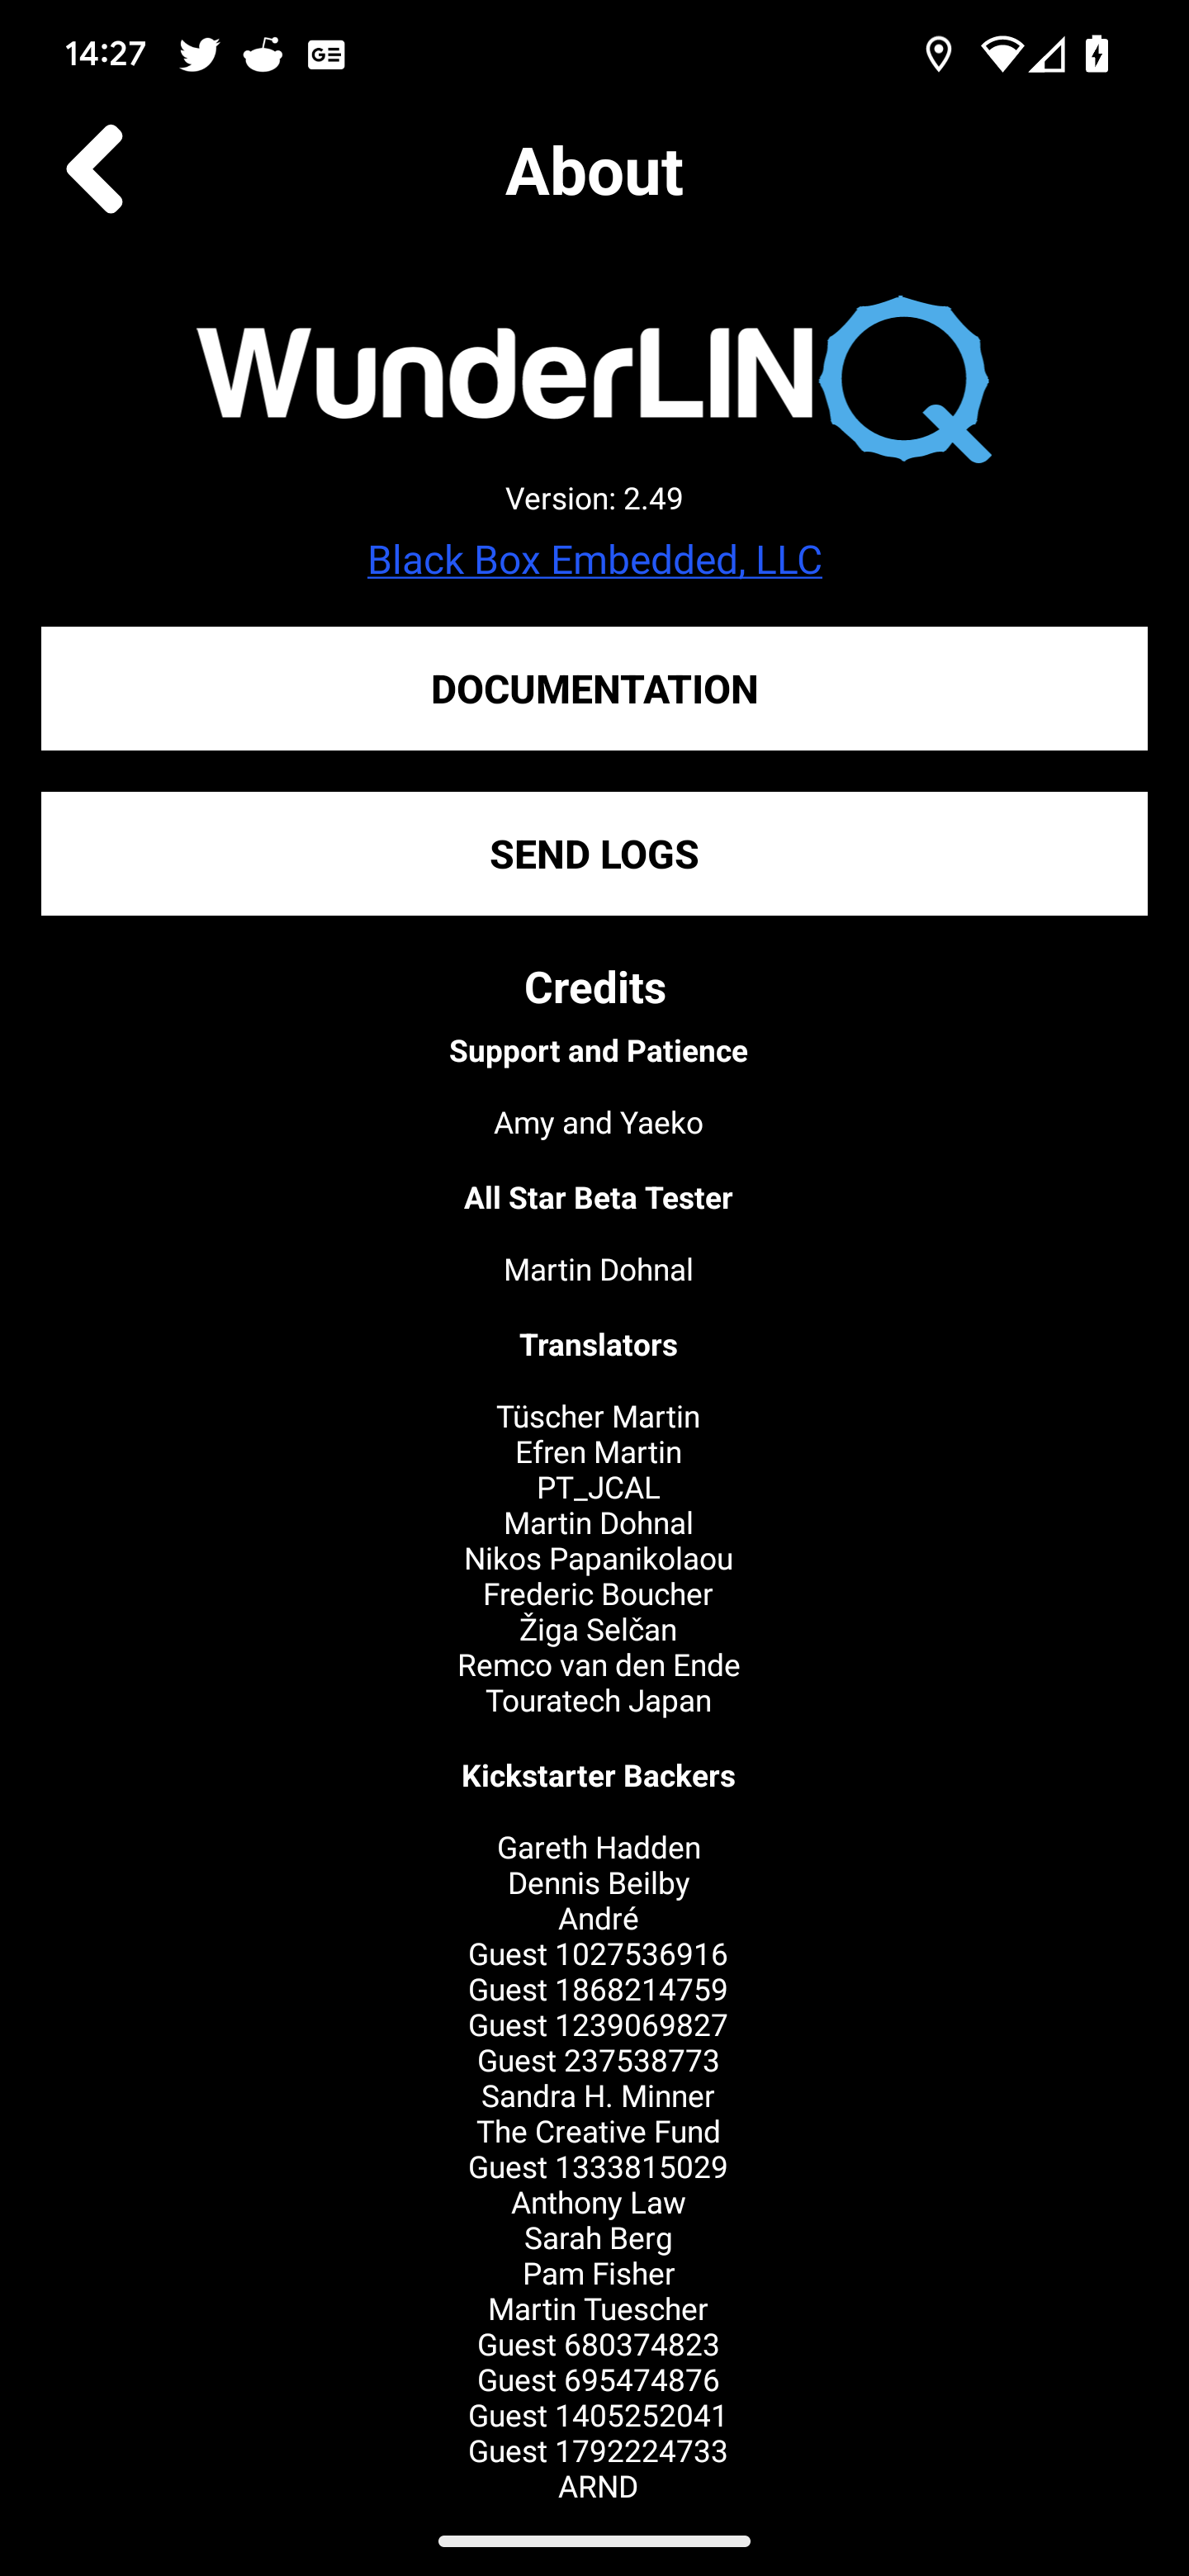 14:27
About
WunderLINQ
Version: 2.49
Black Box Embedded, LLC
DOCUMENTATION
SEND LOGS
Credits
Support and Patience
Amy and Yaeko
All Star Beta Tester
Martin Dohnal
Translators
Tüscher Martin
Efren Martin
PT_JCAL
Martin Dohnal
Nikos Papanikolaou
Frederic Boucher
Žiga Selčan
Remco van den Ende
Touratech Japan
Kickstarter Backers
Gareth Hadden
Dennis Beilby
André
Guest 1027536916
Guest 1868214759
Guest 1239069827
Guest 237538773
Sandra H. Minner
The Creative Fund
Guest 1333815029
Anthony Law
Sarah Berg
Pam Fisher
Martin Tuescher
Guest 680374823
Guest 695474876
Guest 1405252041
Guest 1792224733
ARND